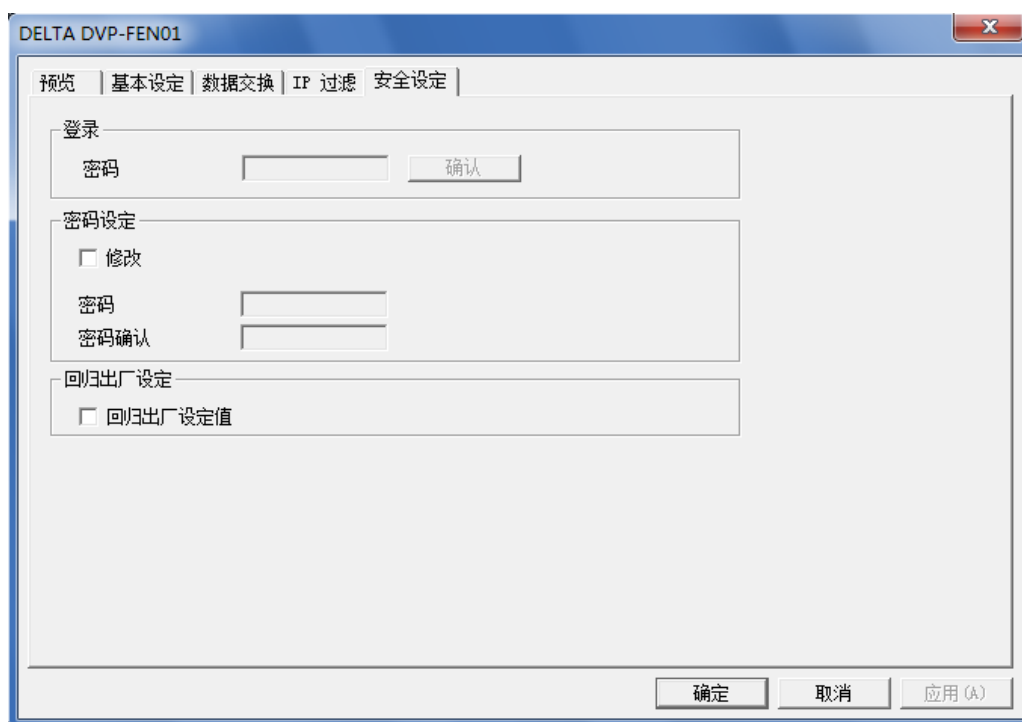 DELTA DVP-FEN01
预览 基本设定 数据交换 IP 过滤 安全设定
登录
密码 确认
密码设定
修改
密码
密码确认
回归出厂设定
回归出厂设定值
确定 取消 应用(A)